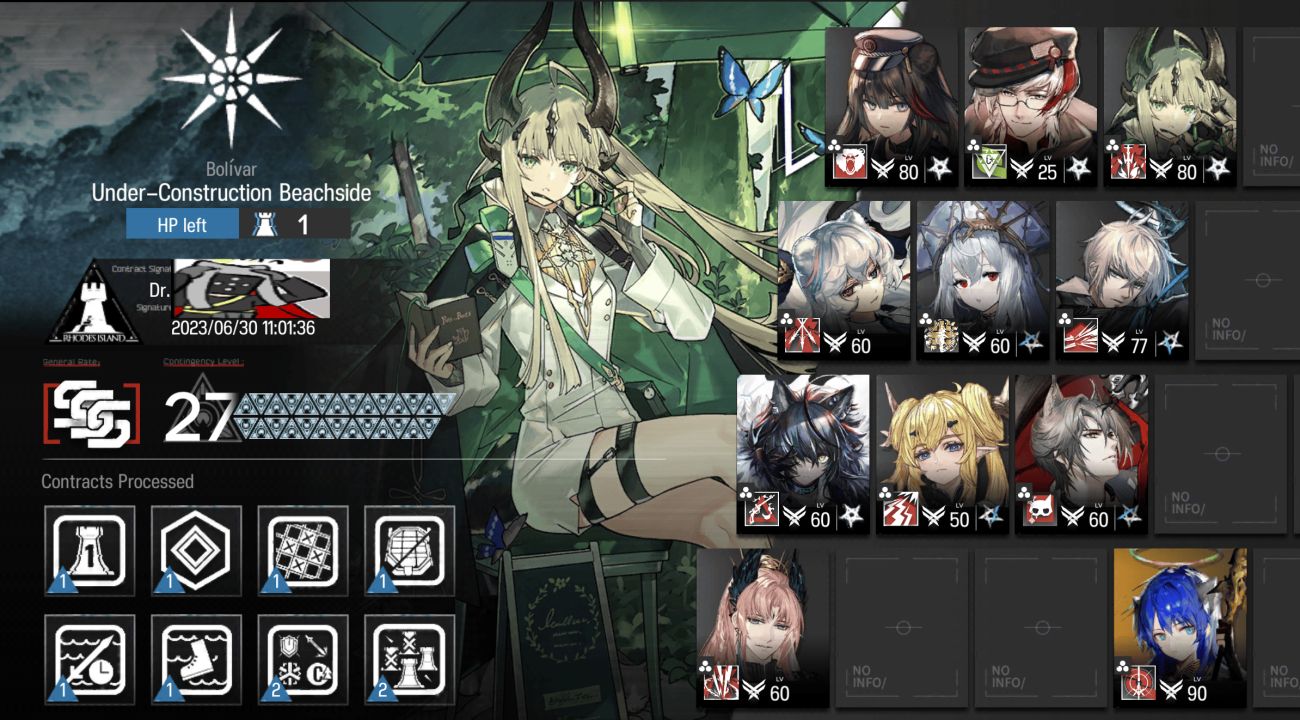 Bolívar
Under-Construction Beachside
HP left 1
Contract Signat
Dr.
Signature
RHODES ISLAND
2023/06/30 11:01:36
General Rate:
Contingency Level:
SSS
27
Contracts Processed
1
1 1 1 1
1 1 2 2
LV 80
LV 25
LV 80
NO INFO/
LV 60
LV 60
LV 77
NO INFO/
LV 60
LV 50
LV 60
NO INFO/
LV 60
NO INFO/
NO INFO/
LV 90
NO INFO/